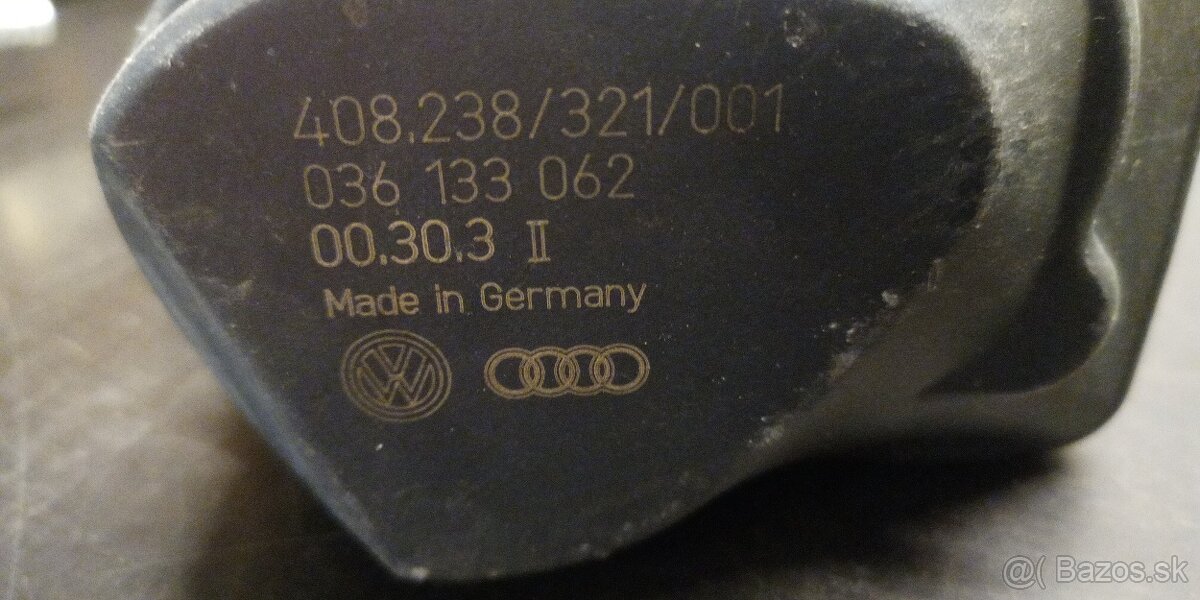 408.238/321/001
036 133 062
00.30.3 II
Made in Germany
VW
@( Bazos.sk